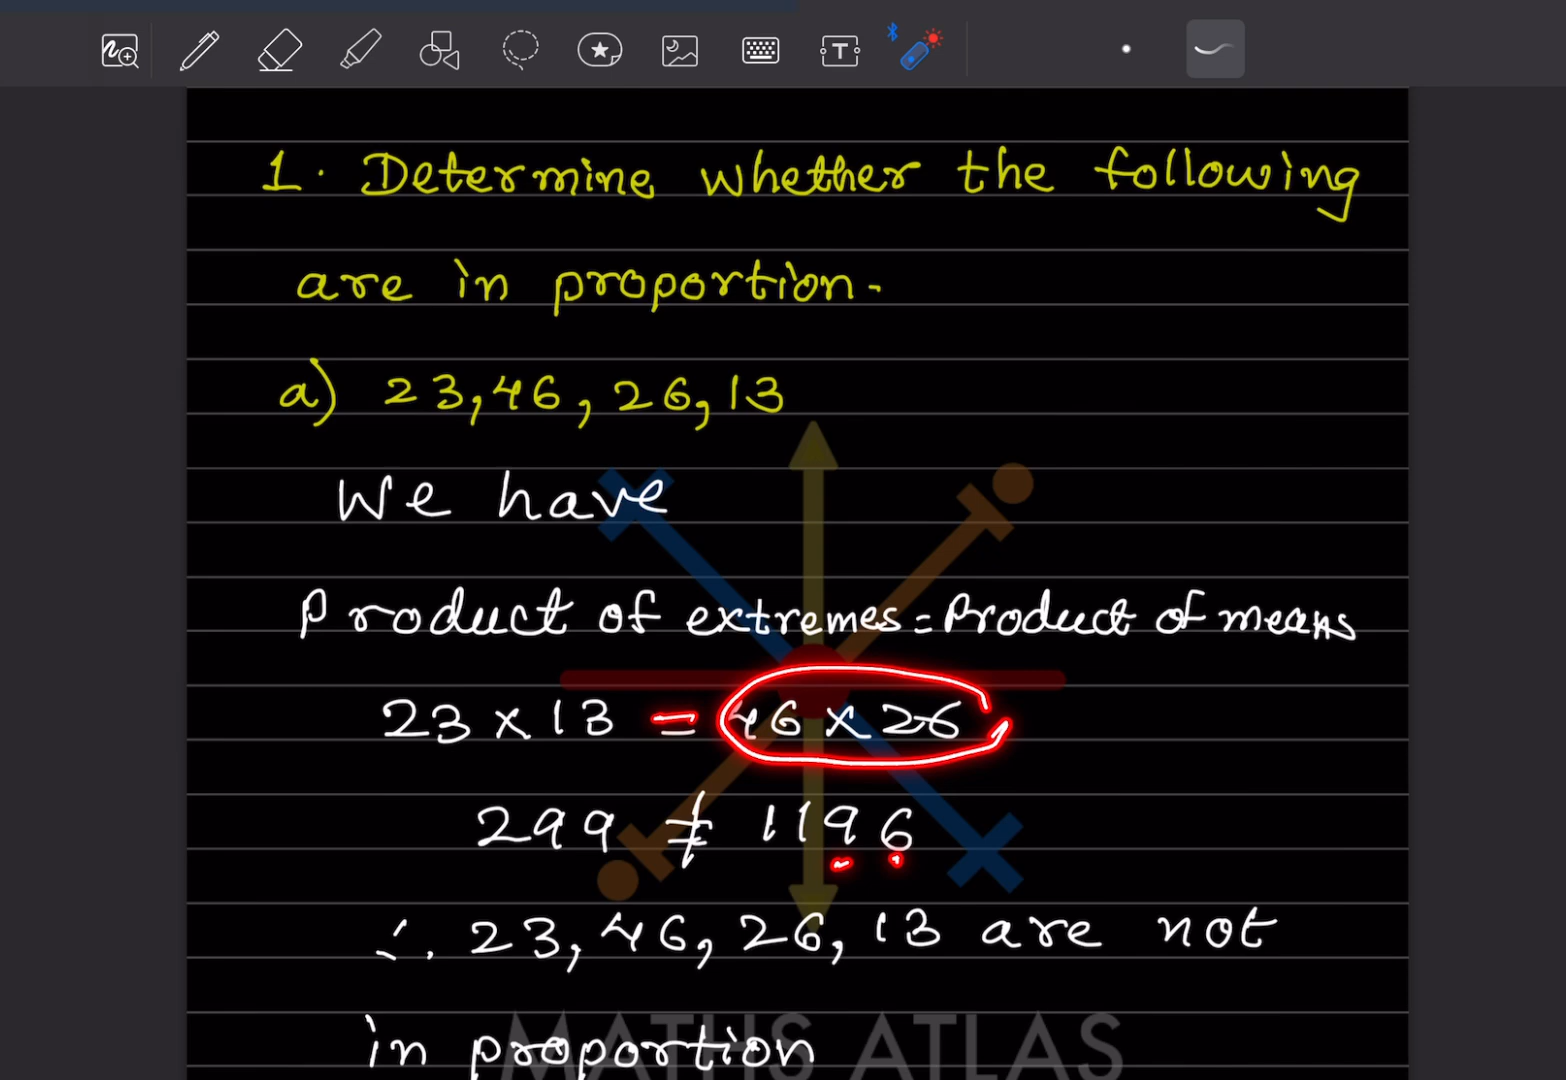 1. Determine whether the following
are in proportion.
a) 23,46, 26, 13
We have
Product of extremes = Product of means
23 x 13 = 46 x 26
299 ≠ 1196
∴ 23, 46, 26, 13 are not
in proportion
MATHS ATLAS